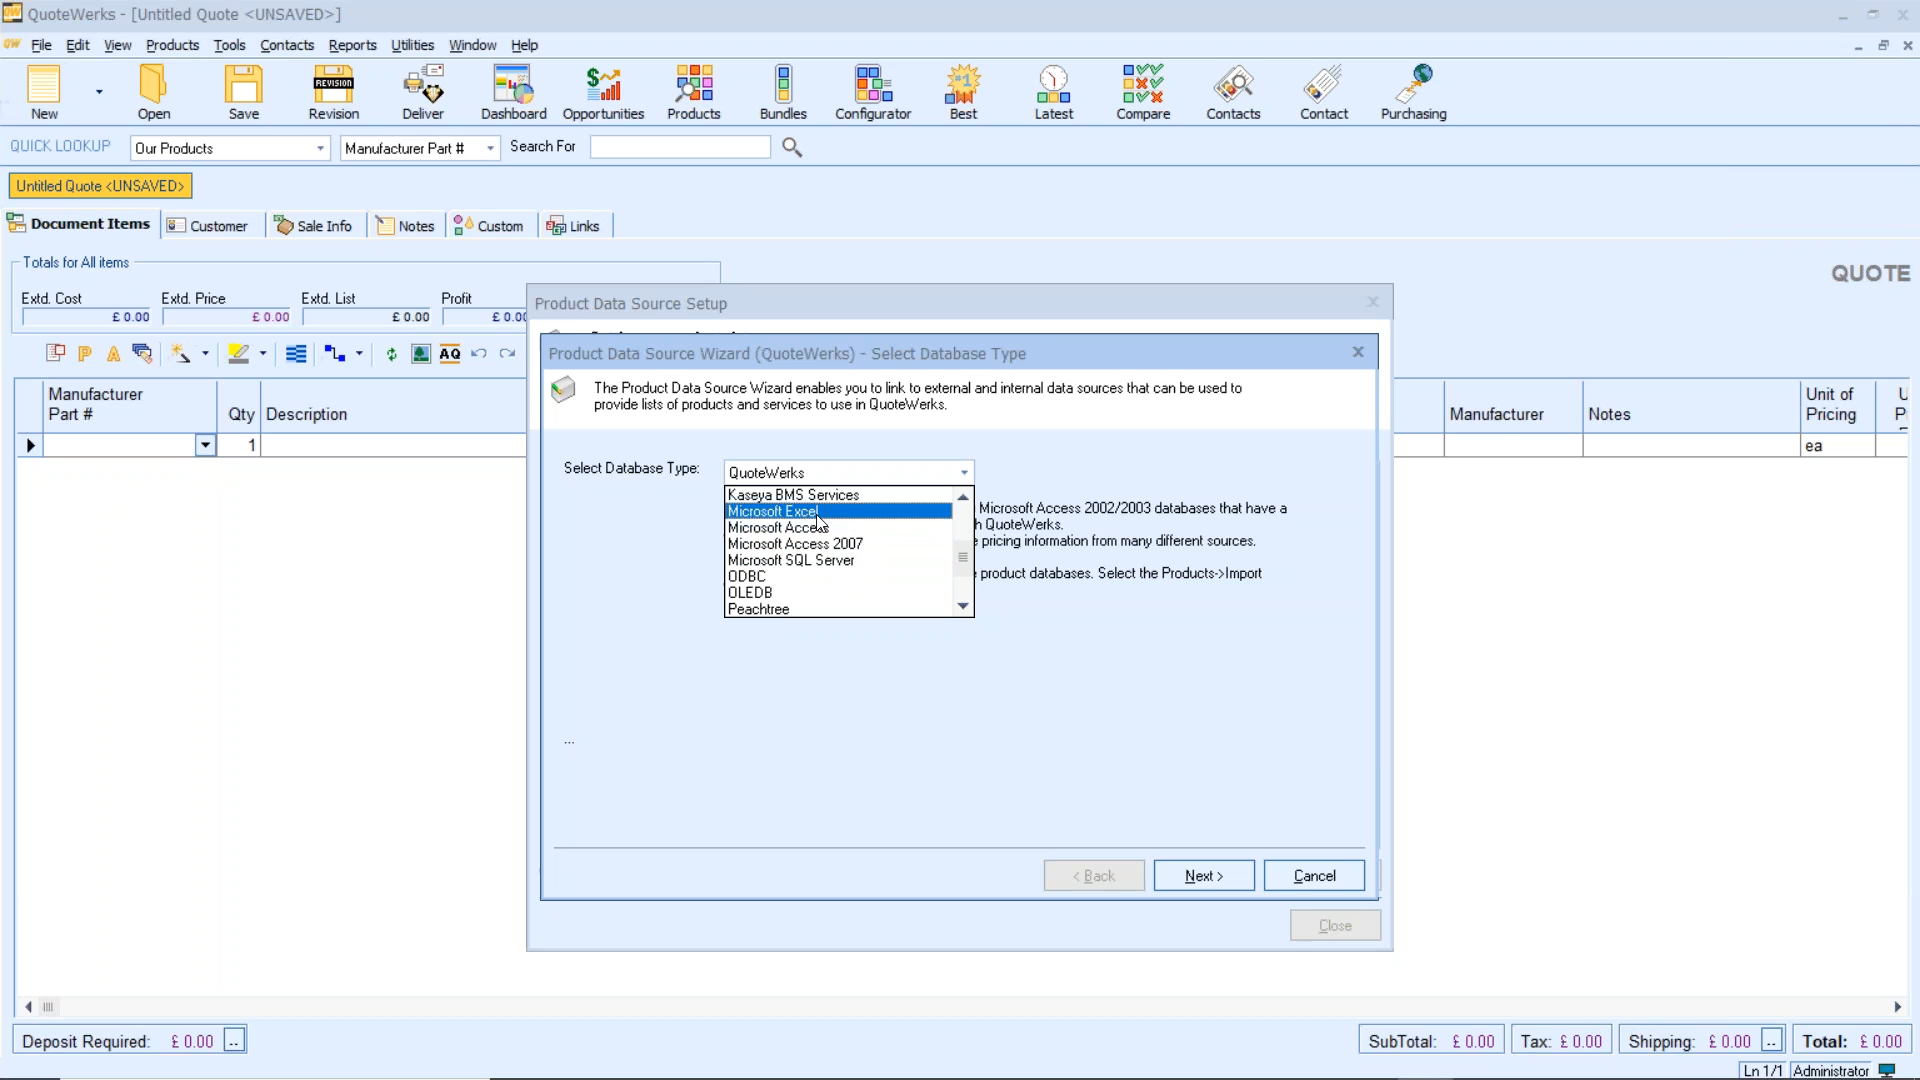 QuoteWerks - [Untitled Quote <UNSAVED>]
File Edit View Products Tools Contacts Reports Utilities Window Help
REVISION
#1
New Open Save Revision Deliver Dashboard Opportunities Products Bundles Configurator Best Latest Compare Contacts Contact Purchasing
QUICK LOOKUP Our Products Manufacturer Part # Search For
Untitled Quote <UNSAVED>
Document Items Customer Sale Info Notes Custom Links
Totals for All items
QUOTE
Extd. Cost Extd. Price Extd. List Profit
£ 0.00 £ 0.00 £ 0.00 £ 0.00
Product Data Source Setup
Product Data Source Wizard (QuoteWerks) - Select Database Type
The Product Data Source Wizard enables you to link to external and internal data sources that can be used to
provide lists of products and services to use in QuoteWerks.
Manufacturer
Part # Qty Description Manufacturer Notes Unit of
Pricing
1 ea
Select Database Type: QuoteWerks
Kaseya BMS Services
Microsoft Excel
Microsoft Access
Microsoft Access 2007
Microsoft SQL Server
ODBC
OLEDB
Peachtree
Microsoft Access 2002/2003 databases that have a
h QuoteWerks.
pricing information from many different sources.
product databases. Select the Products->Import
...
< Back Next > Cancel
Close
Deposit Required: £ 0.00 .. SubTotal: £ 0.00 Tax: £ 0.00 Shipping: £ 0.00 .. Total: £ 0.00
Ln 1/1 Administrator